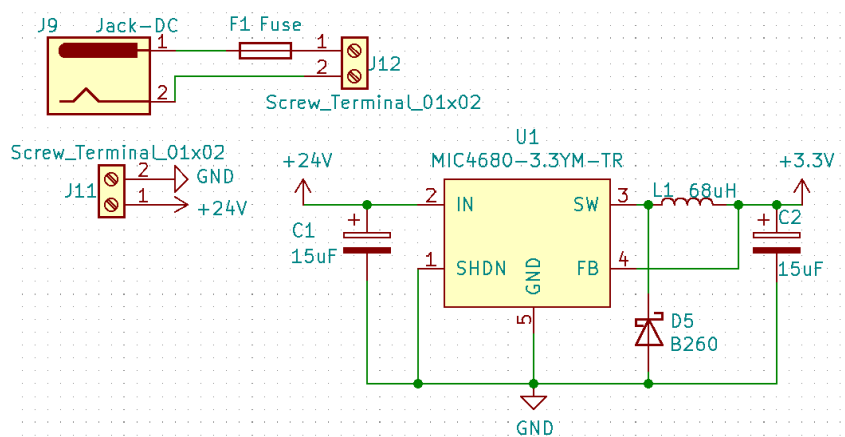 J9 Jack-DC
1
2
F1 Fuse
1
2
J12
Screw_Terminal_01x02
Screw_Terminal_01x02
J11
2
1
GND
+24V
U1
MIC4680-3.3YM-TR
+24V
+3.3V
2 IN
SW 3
L1 68uH
C1
15uF
+
1 SHDN
GND
FB 4
5
+
C2
15uF
D5
B260
GND